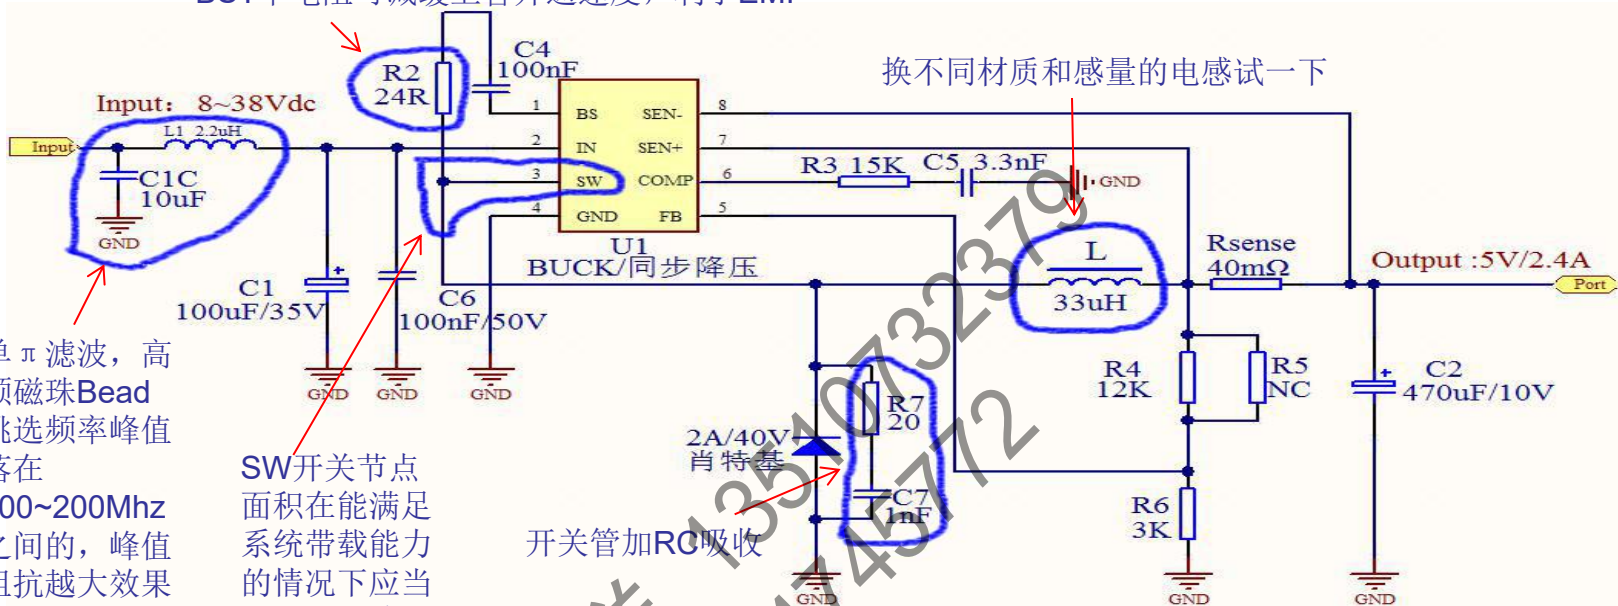 R2
24R
C4
100nF
换不同材质和感量的电感试一下
Input: 8~38Vdc
L1 2.2uH
Input
C1C
10uF
GND
1
2
3
4
BS
IN
SW
GND
SEN-
SEN+
COMP
FB
8
7
6
5
U1
BUCK/同步降压
R3 15K
C5 3.3nF
GND
L
33uH
Rsense
40mΩ
Output :5V/2.4A
Port
C1
100uF/35V
C6
100nF/50V
GND
GND
GND
单π滤波，高
频磁珠Bead
挑选频率峰值
落在
00~200Mhz
之间的，峰值
阻抗越大效果
SW开关节点
面积在能满足
系统带载能力
的情况下应当
2A/40V
肖特基
R7
20
C7
1nF
开关管加RC吸收
GND
R4
12K
R5
NC
R6
3K
GND
C2
470uF/10V
GND
13510732379